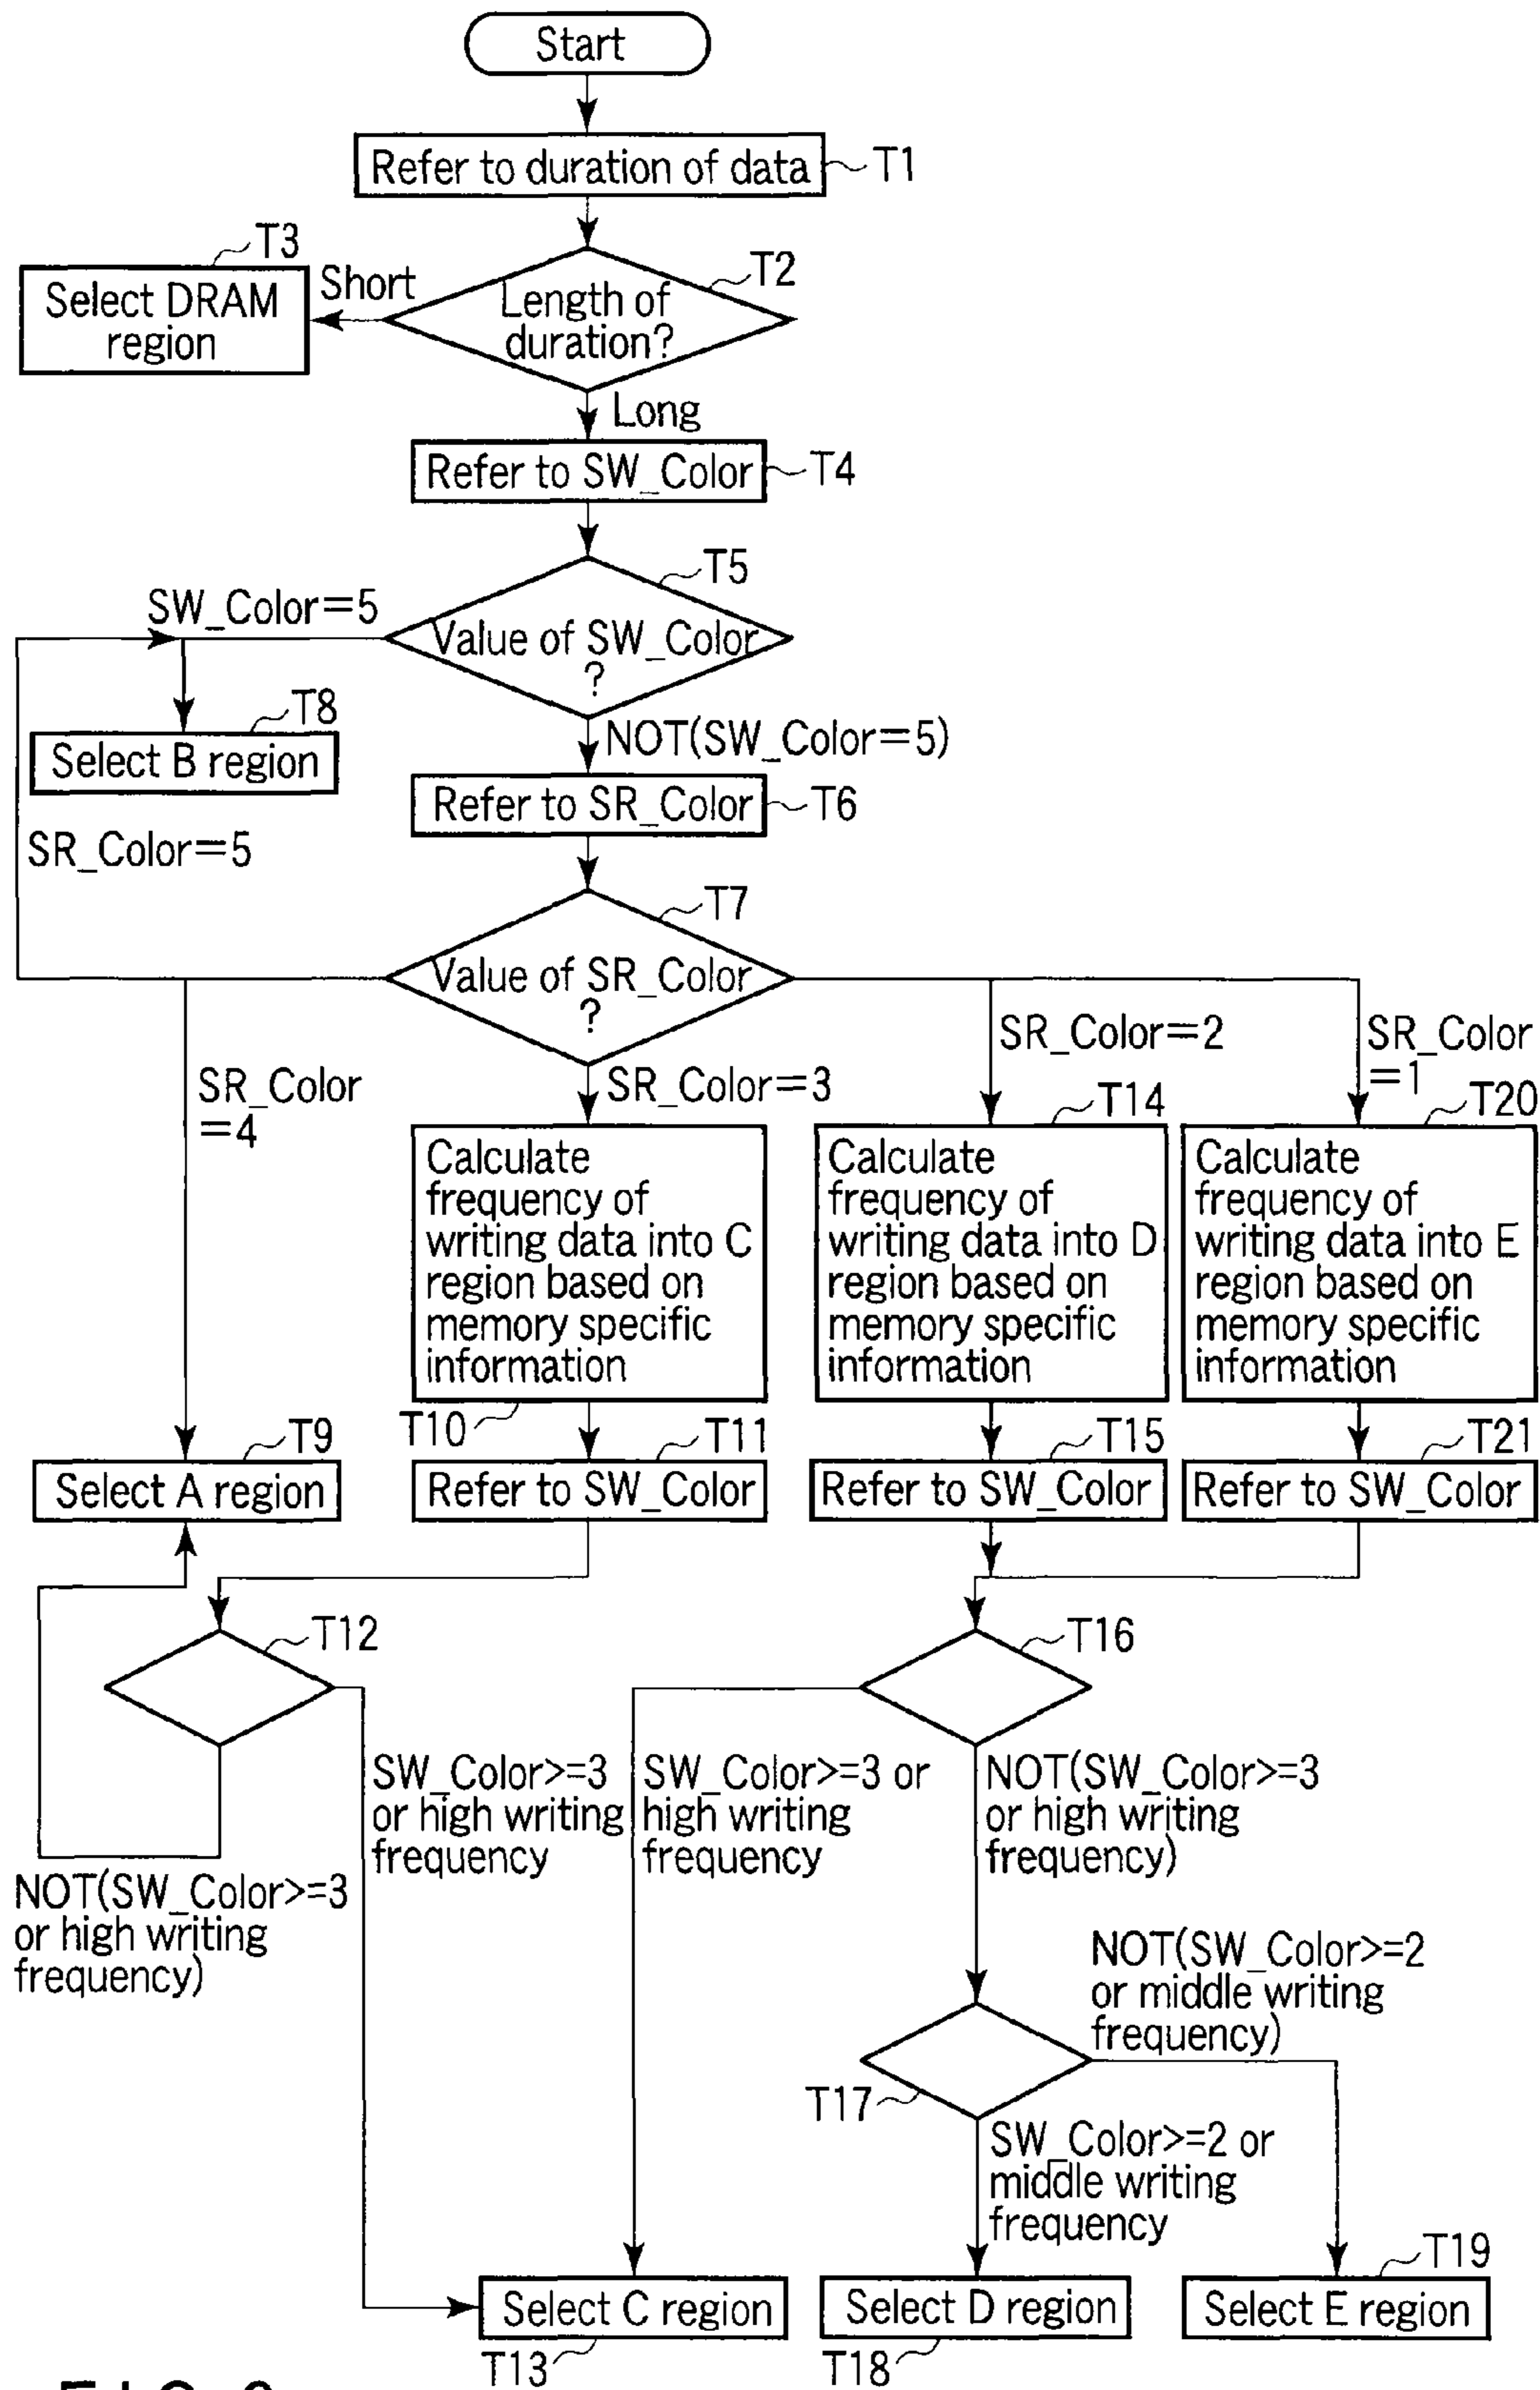 Start
Refer to duration of data
T1
T3
Select DRAM
region
Short
T2
Length of
duration?
Long
Refer to SW_Color
T4
T5
SW_Color=5
Value of SW_Color
?
T8
Select B region
NOT(SW_Color=5)
Refer to SR_Color
T6
SR_Color=5
T7
Value of SR_Color
?
SR_Color
=4
SR_Color=3
SR_Color=2
SR_Color
=1
T14
T20
Calculate
frequency of
writing data into C
region based on
memory specific
information
Calculate
frequency of
writing data into D
region based on
memory specific
information
Calculate
frequency of
writing data into E
region based on
memory specific
information
T9
T10
T11
T15
T21
Select A region
Refer to SW_Color
Refer to SW_Color
Refer to SW_Color
T12
T16
SW_Color>=3
or high writing
frequency
SW_Color>=3 or
high writing
frequency
NOT(SW_Color>=3
or high writing
frequency)
NOT(SW_Color>=3
or high writing
frequency)
NOT(SW_Color>=2
or middle writing
frequency)
T17
SW_Color>=2 or
middle writing
frequency
T19
Select C region
Select D region
Select E region
T13
T18